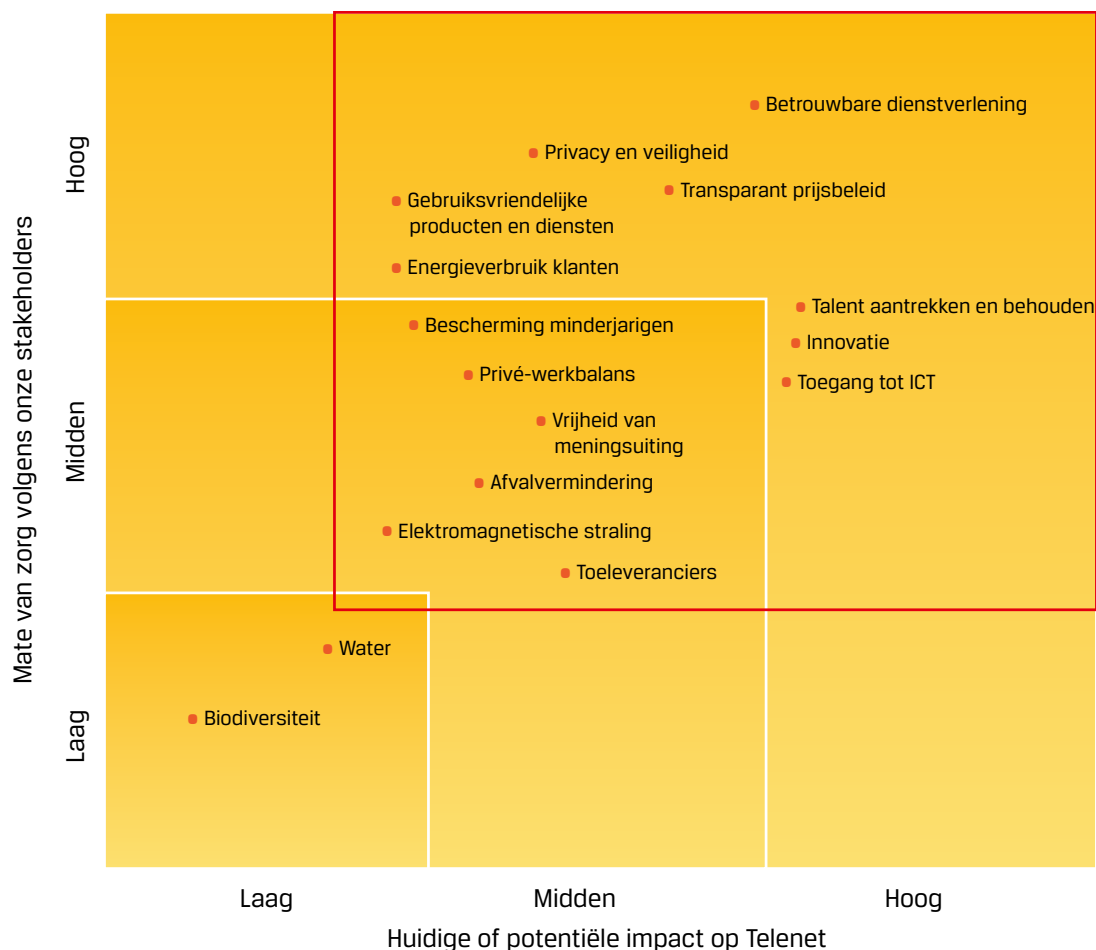 Mate van zorg volgens onze stakeholders
Hoog
Midden
Laag
Betrouwbare dienstverlening
Privacy en veiligheid
Transparant prijsbeleid
Gebruiksvriendelijke
producten en diensten
Energieverbruik klanten
Talent aantrekken en behouden
Bescherming minderjarigen
Innovatie
Privé-werkbalans
Toegang tot ICT
Vrijheid van
meningsuiting
Afvalvermindering
Elektromagnetische straling
Toeleveranciers
Water
Biodiversiteit
Laag
Midden
Hoog
Huidige of potentiële impact op Telenet